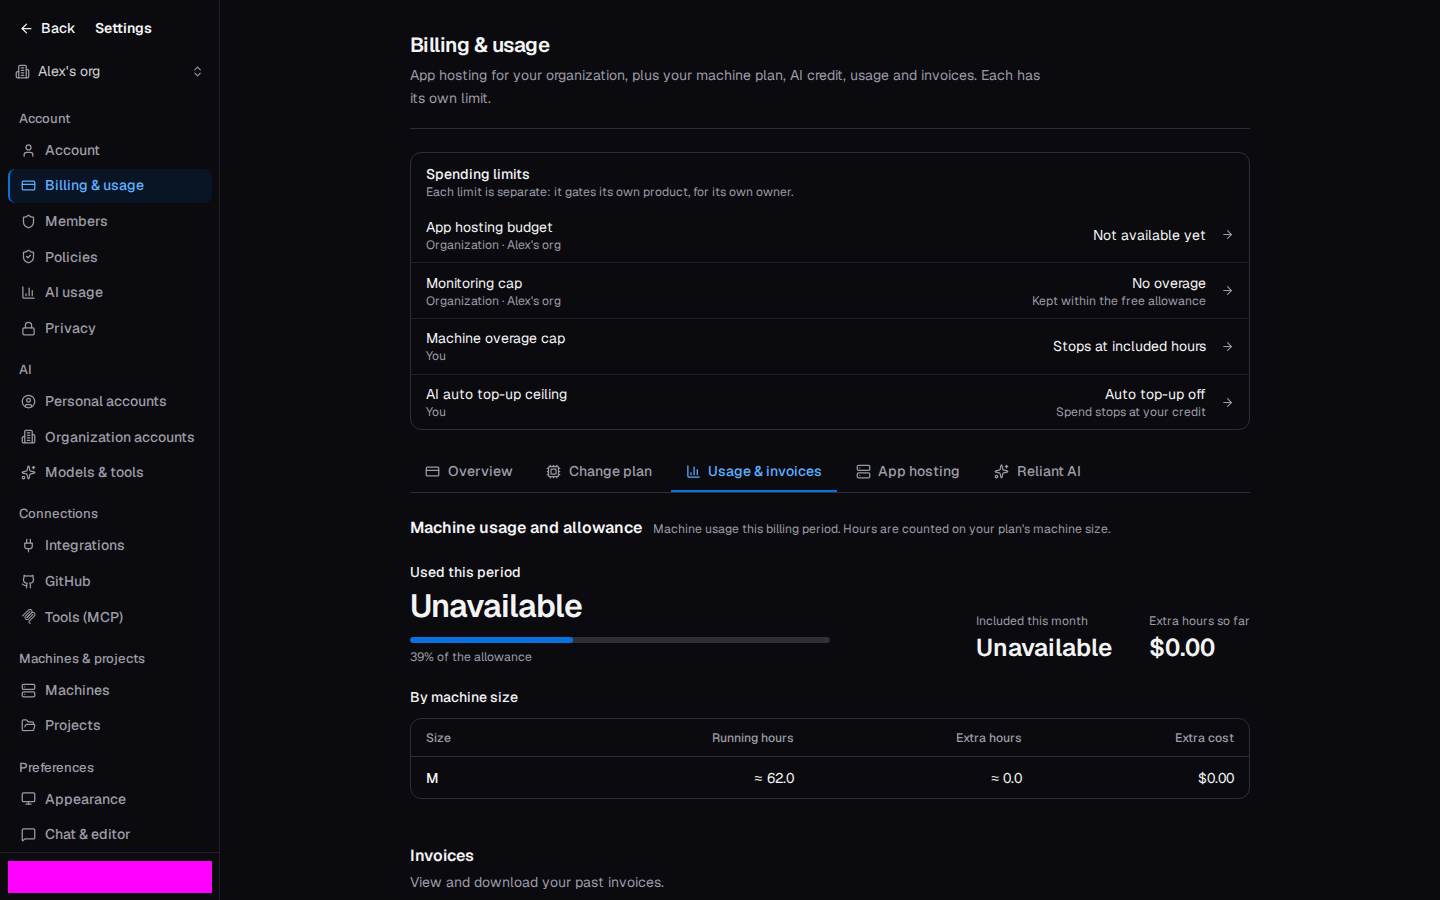 Back Settings
Alex's org
Account
Account
Billing & usage
Members
Policies
AI usage
Privacy
AI
Personal accounts
Organization accounts
Models & tools
Connections
Integrations
GitHub
Tools (MCP)
Machines & projects
Machines
Projects
Preferences
Appearance
Chat & editor
Billing & usage
App hosting for your organization, plus your machine plan, AI credit, usage and invoices. Each has
its own limit.
Spending limits
Each limit is separate: it gates its own product, for its own owner.
App hosting budget
Organization · Alex's org
Not available yet
Monitoring cap
Organization · Alex's org
No overage
Kept within the free allowance
Machine overage cap
You
Stops at included hours
AI auto top-up ceiling
You
Auto top-up off
Spend stops at your credit
Overview Change plan Usage & invoices App hosting Reliant AI
Machine usage and allowance Machine usage this billing period. Hours are counted on your plan's machine size.
Used this period
Unavailable
39% of the allowance
Included this month
Unavailable
Extra hours so far
$0.00
By machine size
Size Running hours Extra hours Extra cost
M ≈ 62.0 ≈ 0.0 $0.00
Invoices
View and download your past invoices.